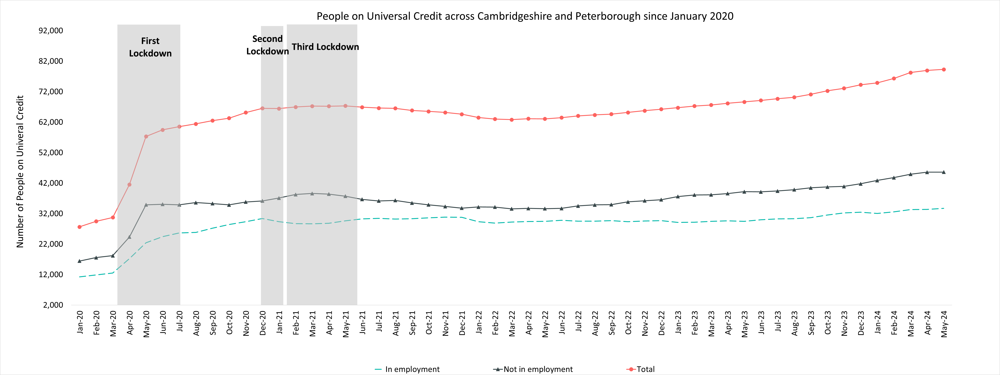 People on Universal Credit across Cambridgeshire and Peterborough since January 2020
Number of People on Univeral Credit
92,000
82,000
72,000
62,000
52,000
42,000
32,000
22,000
12,000
2,000
First
Lockdown
Second
Lockdown
Third Lockdown
Jan-20
Feb-20
Mar-20
Apr-20
May-20
Jun-20
Jul-20
Aug-20
Sep-20
Oct-20
Nov-20
Dec-20
Jan-21
Feb-21
Mar-21
Apr-21
May-21
Jun-21
Jul-21
Aug-21
Sep-21
Oct-21
Nov-21
Dec-21
Jan-22
Feb-22
Mar-22
Apr-22
May-22
Jun-22
Jul-22
Aug-22
Sep-22
Oct-22
Nov-22
Dec-22
Jan-23
Feb-23
Mar-23
Apr-23
May-23
Jun-23
Jul-23
Aug-23
Sep-23
Oct-23
Nov-23
Dec-23
Jan-24
Feb-24
Mar-24
Apr-24
May-24
In employment
Not in employment
Total